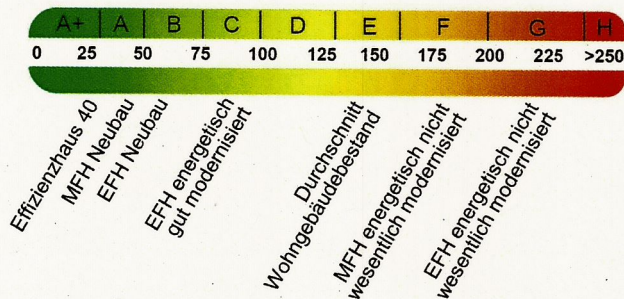 A+ A B C D E F G H
0 25 50 75 100 125 150 175 200 225 >250
Effizienzhaus 40
MFH Neubau
EFH Neubau
EFH energetisch
gut modernisiert
Durchschnitt
Wohngebäudebestand
MFH energetisch nicht
wesentlich modernisiert
EFH energetisch nicht
wesentlich modernisiert